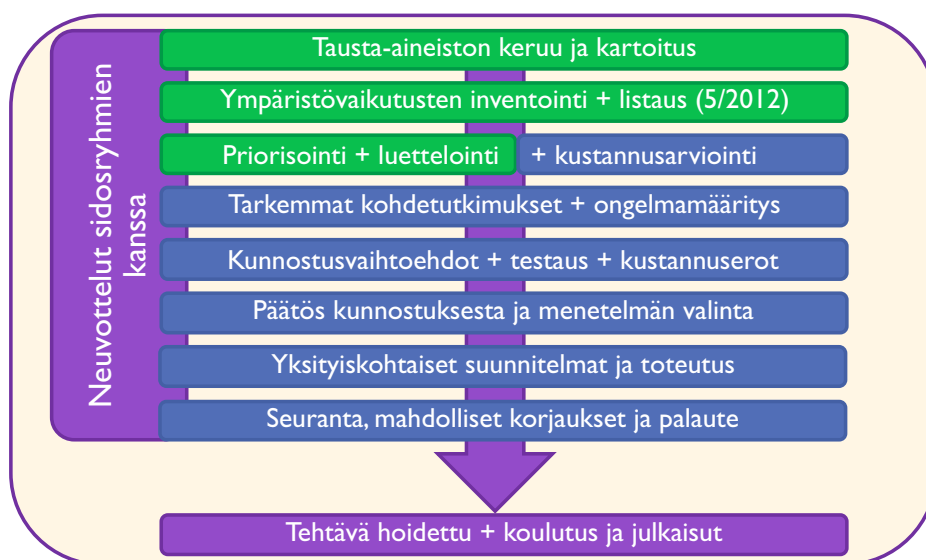 Neuvottelut sidosryhmien
kanssa
Tausta-aineiston keruu ja kartoitus
Ympäristövaikutusten inventointi + listaus (5/2012)
Priorisointi + luettelointi + kustannusarviointi
Tarkemmat kohdetutkimukset + ongelmamääritys
Kunnostusvaihtoehdot + testaus + kustannuserot
Päätös kunnostuksesta ja menetelmän valinta
Yksityiskohtaiset suunnitelmat ja toteutus
Seuranta, mahdolliset korjaukset ja palaute
Tehtävä hoidettu + koulutus ja julkaisut